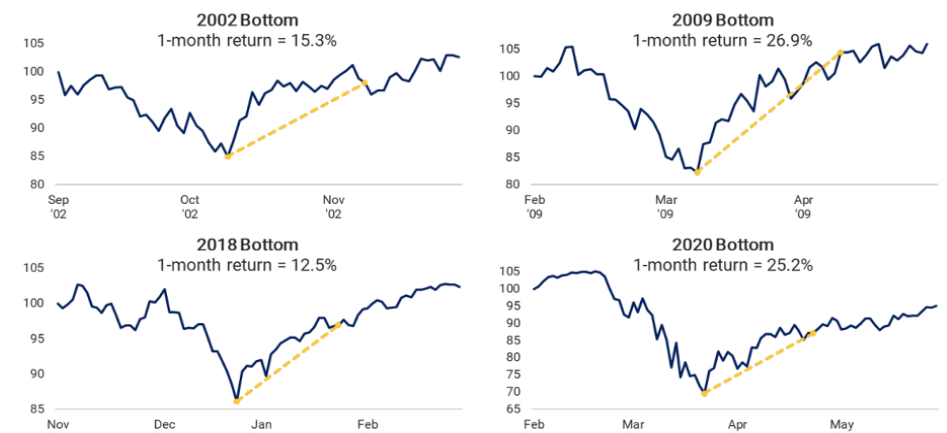 2002 Bottom
1-month return = 15.3%
105
100
95
90
85
80
Sep '02
Oct '02
Nov '02
2009 Bottom
1-month return = 26.9%
105
100
95
90
85
80
Feb '09
Mar '09
Apr '09
2018 Bottom
1-month return = 12.5%
105
100
95
90
85
Nov
Dec
Jan
Feb
2020 Bottom
1-month return = 25.2%
105
95
90
85
80
75
70
65
100
Feb
Mar
Apr
May